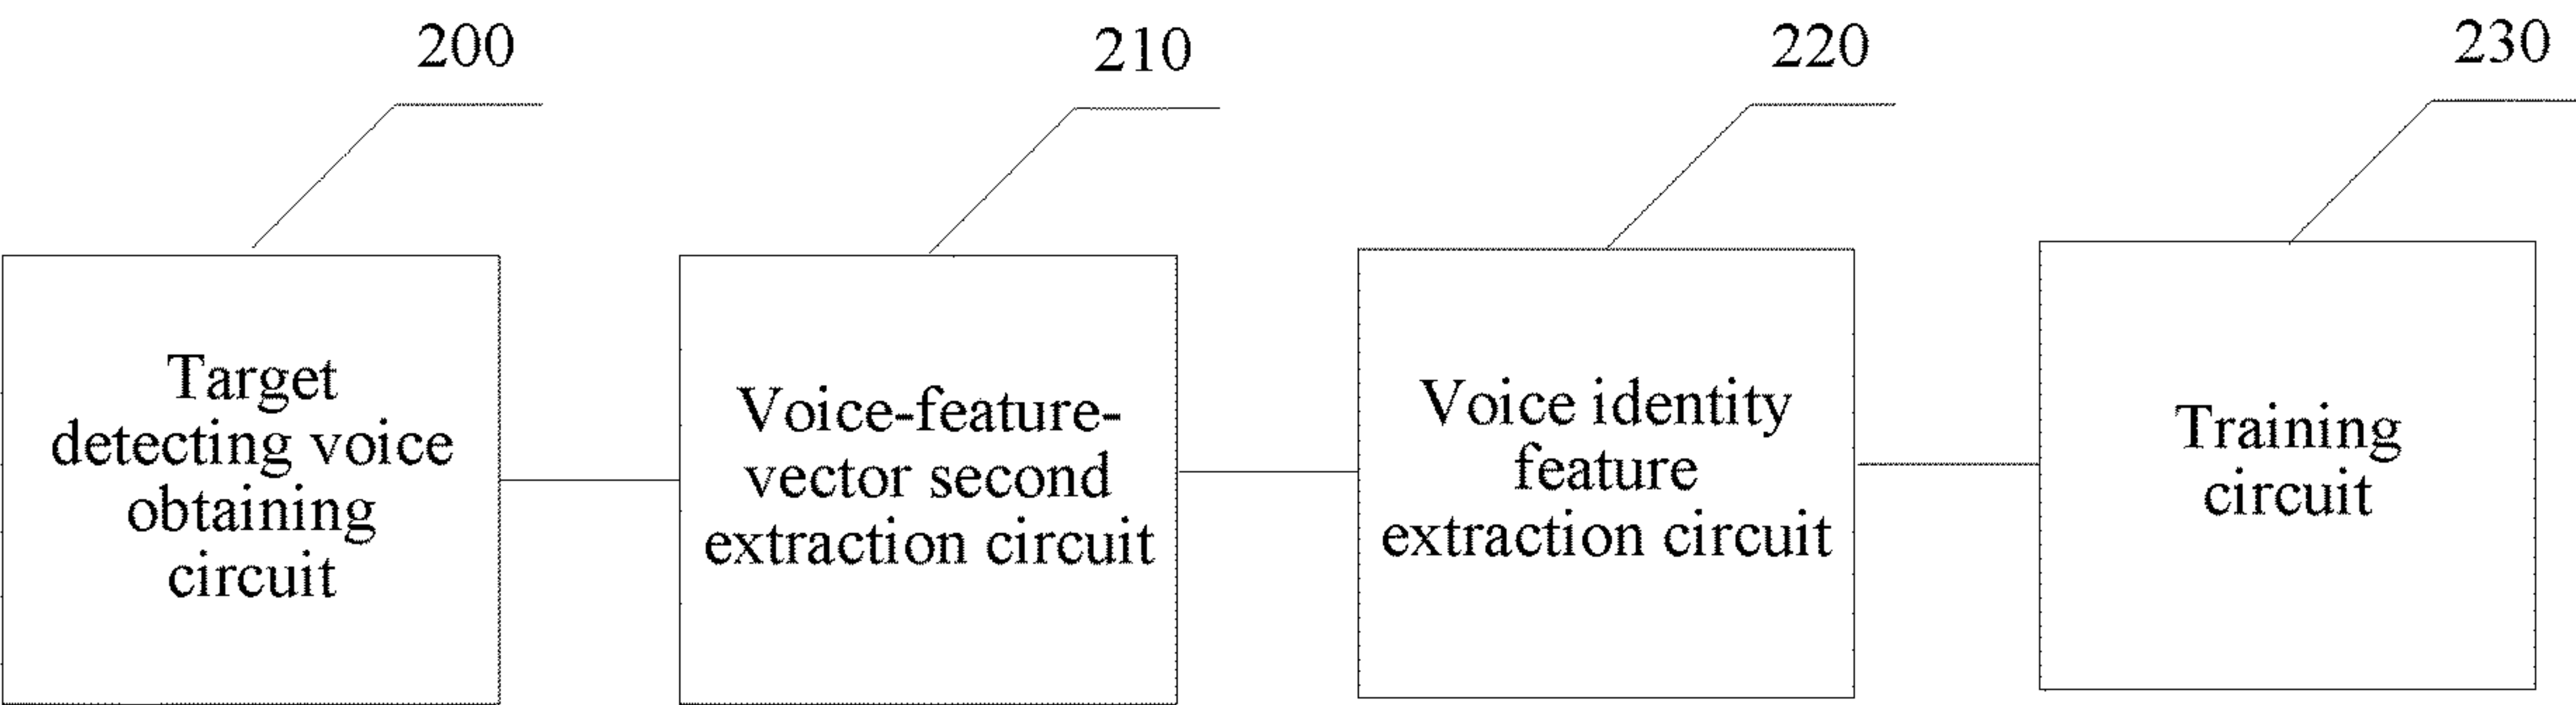 200
210
220
230
Target
detecting voice
obtaining
circuit
Voice-feature-
vector second
extraction circuit
Voice identity
feature
extraction circuit
Training
circuit